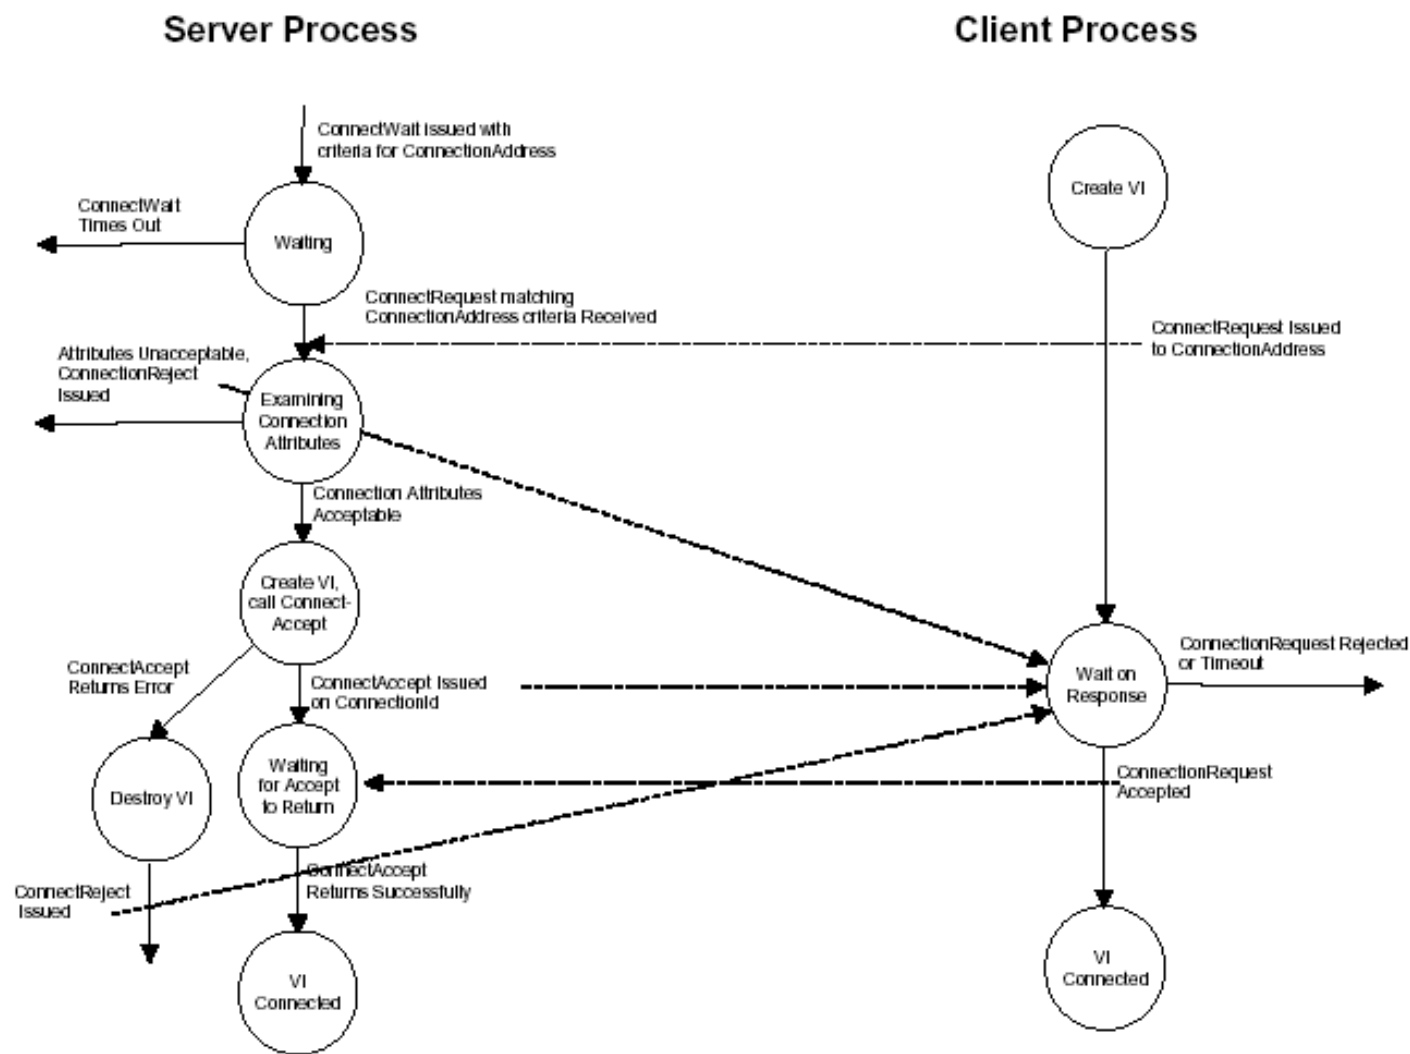 Server Process
Client Process
ConnectWait issued with
criteria for ConnectionAddress
ConnectWait
Times Out
Waiting
Create VI
ConnectRequest matching
ConnectionAddress criteria Received
ConnectRequest Issued
to ConnectionAddress
Attributes Unacceptable,
ConnectionReject
Issued
Examining
Connection
Attributes
Connection Attributes
Acceptable
Create VI,
call Connect-
Accept
ConnectAccept
Returns Error
ConnectAccept Issued
on ConnectionId
Wait on
Response
ConnectionRequest Rejected
or Timeout
Waiting
for Accept
to Return
Destroy VI
ConnectionRequest
Accepted
ConnectAccept
Returns Successfully
ConnectReject
Issued
VI
Connected
VI
Connected